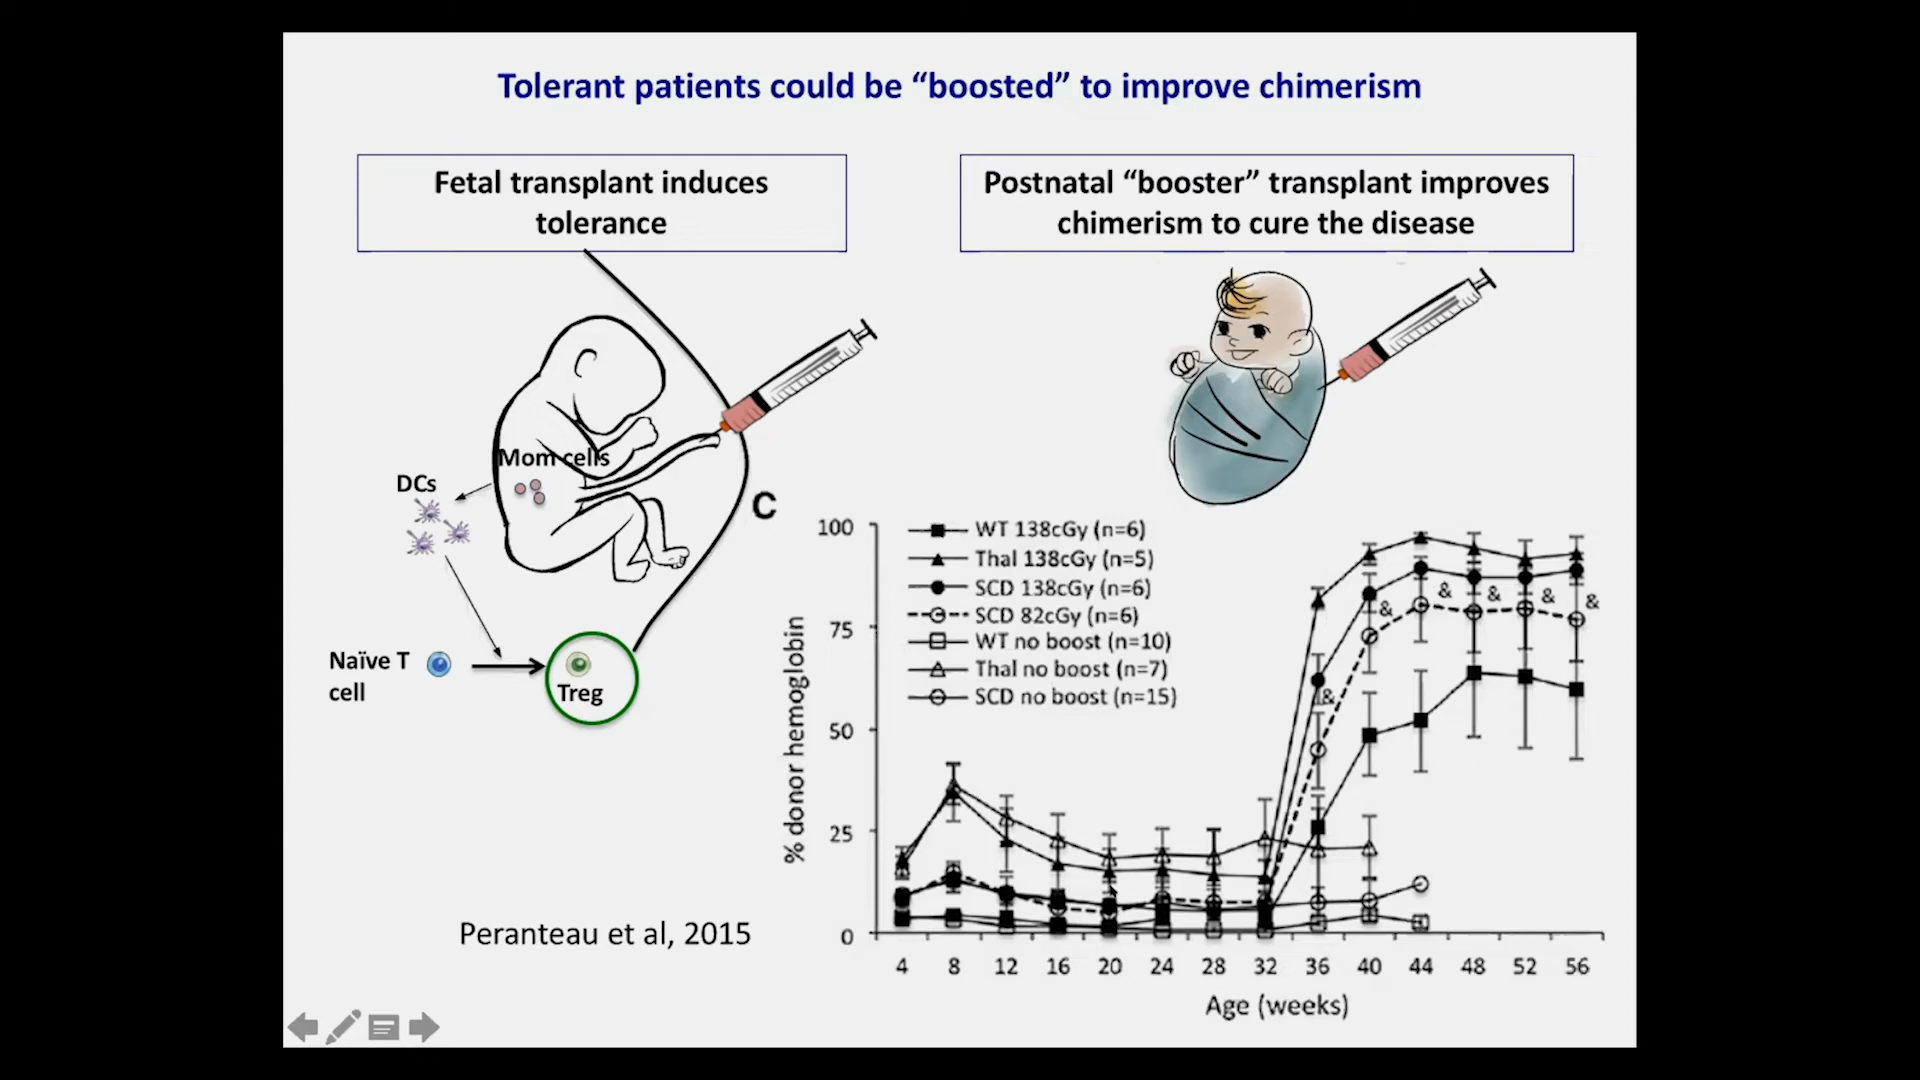 Tolerant patients could be “boosted” to improve chimerism
Fetal transplant induces
tolerance
Postnatal “booster” transplant improves
chimerism to cure the disease
Mom cells
DCs
Naïve T
cell
Treg
Peranteau et al, 2015
C
% donor hemoglobin
100
75
50
25
0
WT 138cGy (n=6)
Thal 138cGy (n=5)
SCD 138cGy (n=6)
SCD 82cGy (n=6)
WT no boost (n=10)
Thal no boost (n=7)
SCD no boost (n=15)
&
&
&
&
&
&
4 8 12 16 20 24 28 32 36 40 44 48 52 56
Age (weeks)